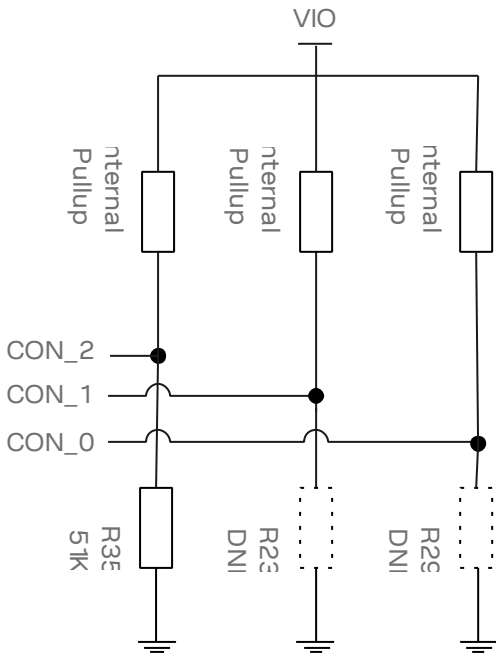 VIO
nternal
Pullup
nternal
Pullup
nternal
Pullup
CON_2
CON_1
CON_0
R35
51K
R23
DNI
R29
DNI